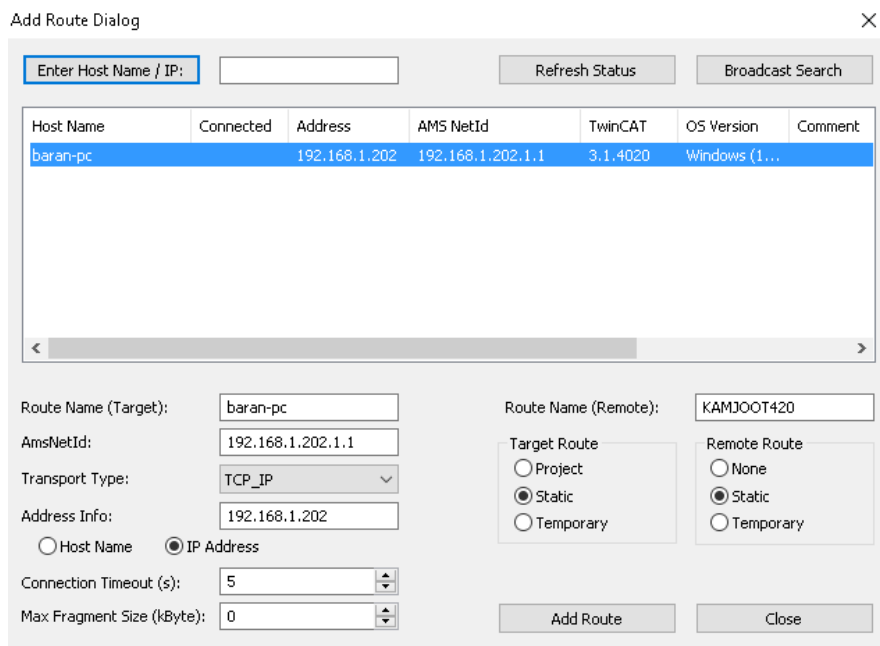 Add Route Dialog
Enter Host Name / IP:
Refresh Status
Broadcast Search
Host Name Connected Address AMS NetId TwinCAT OS Version Comment
baran-pc 192.168.1.202 192.168.1.202.1.1 3.1.4020 Windows (1...
Route Name (Target): baran-pc
AmsNetId: 192.168.1.202.1.1
Transport Type: TCP_IP
Address Info: 192.168.1.202
Host Name IP Address
Connection Timeout (s): 5
Max Fragment Size (kByte): 0
Route Name (Remote): KAMJOOT420
Target Route
Project
Static
Temporary
Remote Route
None
Static
Temporary
Add Route
Close